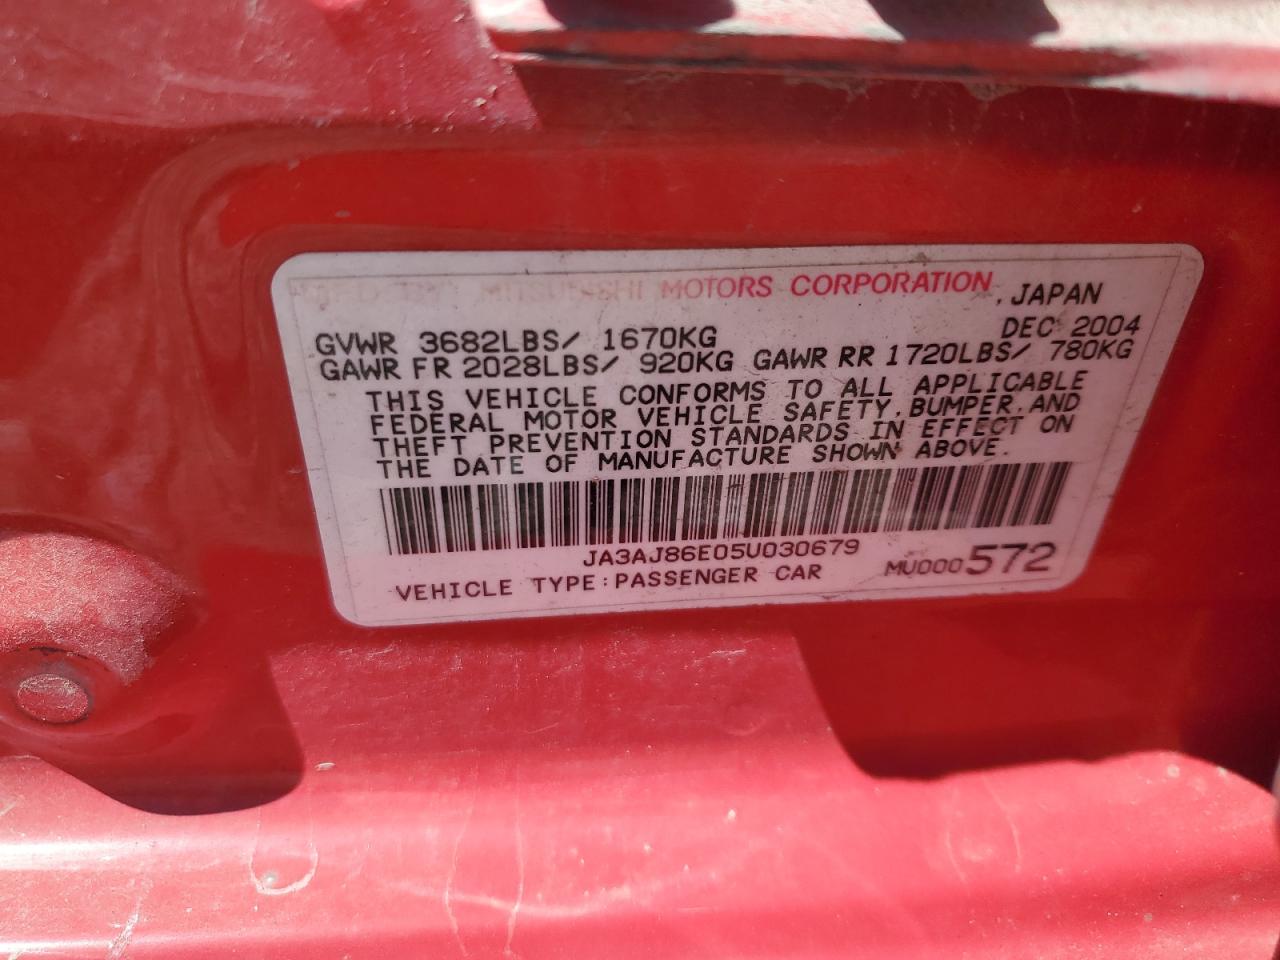 MFD BY MITSUBISHI MOTORS CORPORATION, JAPAN
GVWR 3682LBS/ 1670KG DEC 2004
GAWR FR 2028LBS/ 920KG GAWR RR 1720LBS/ 780KG
THIS VEHICLE CONFORMS TO ALL APPLICABLE
FEDERAL MOTOR VEHICLE SAFETY, BUMPER, AND
THEFT PREVENTION STANDARDS IN EFFECT ON
THE DATE OF MANUFACTURE SHOWN ABOVE.
JA3AJ86E05U030679
VEHICLE TYPE:PASSENGER CAR MU000572